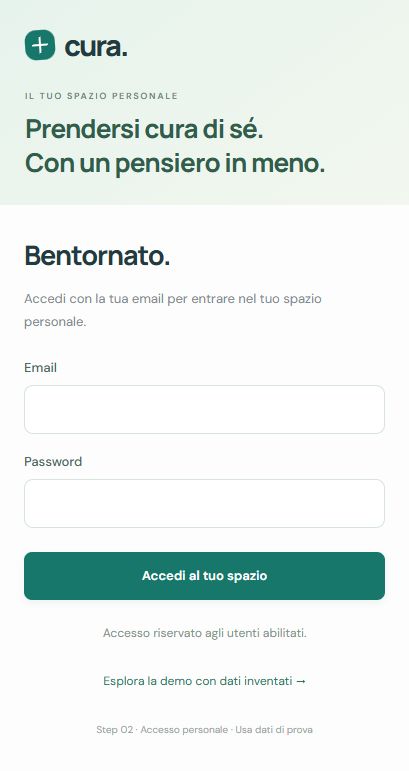 cura.
IL TUO SPAZIO PERSONALE
Prendersi cura di sé.
Con un pensiero in meno.
Bentornato.
Accedi con la tua email per entrare nel tuo spazio
personale.
Email
Password
Accedi al tuo spazio
Accesso riservato agli utenti abilitati.
Esplora la demo con dati inventati →
Step 02 · Accesso personale · Usa dati di prova